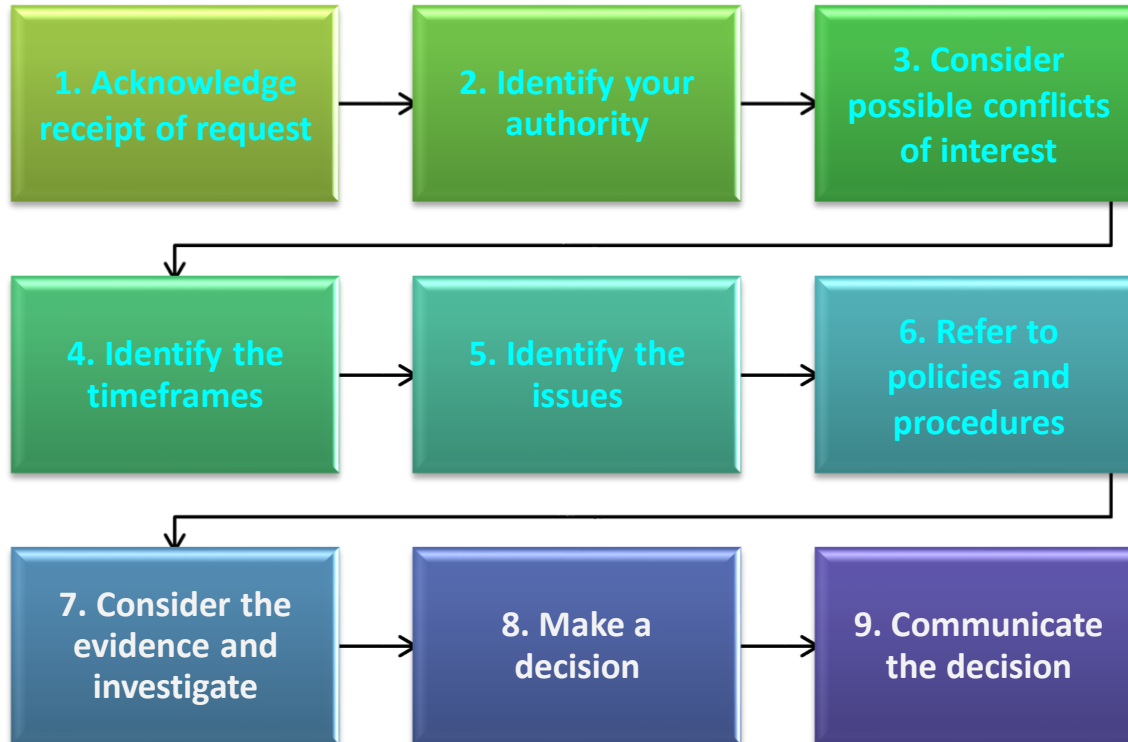 1. Acknowledge
receipt of request
2. Identify your
authority
3. Consider
possible conflicts
of interest
4. Identify the
timeframes
5. Identify the
issues
6. Refer to
policies and
procedures
7. Consider the
evidence and
investigate
8. Make a
decision
9. Communicate
the decision